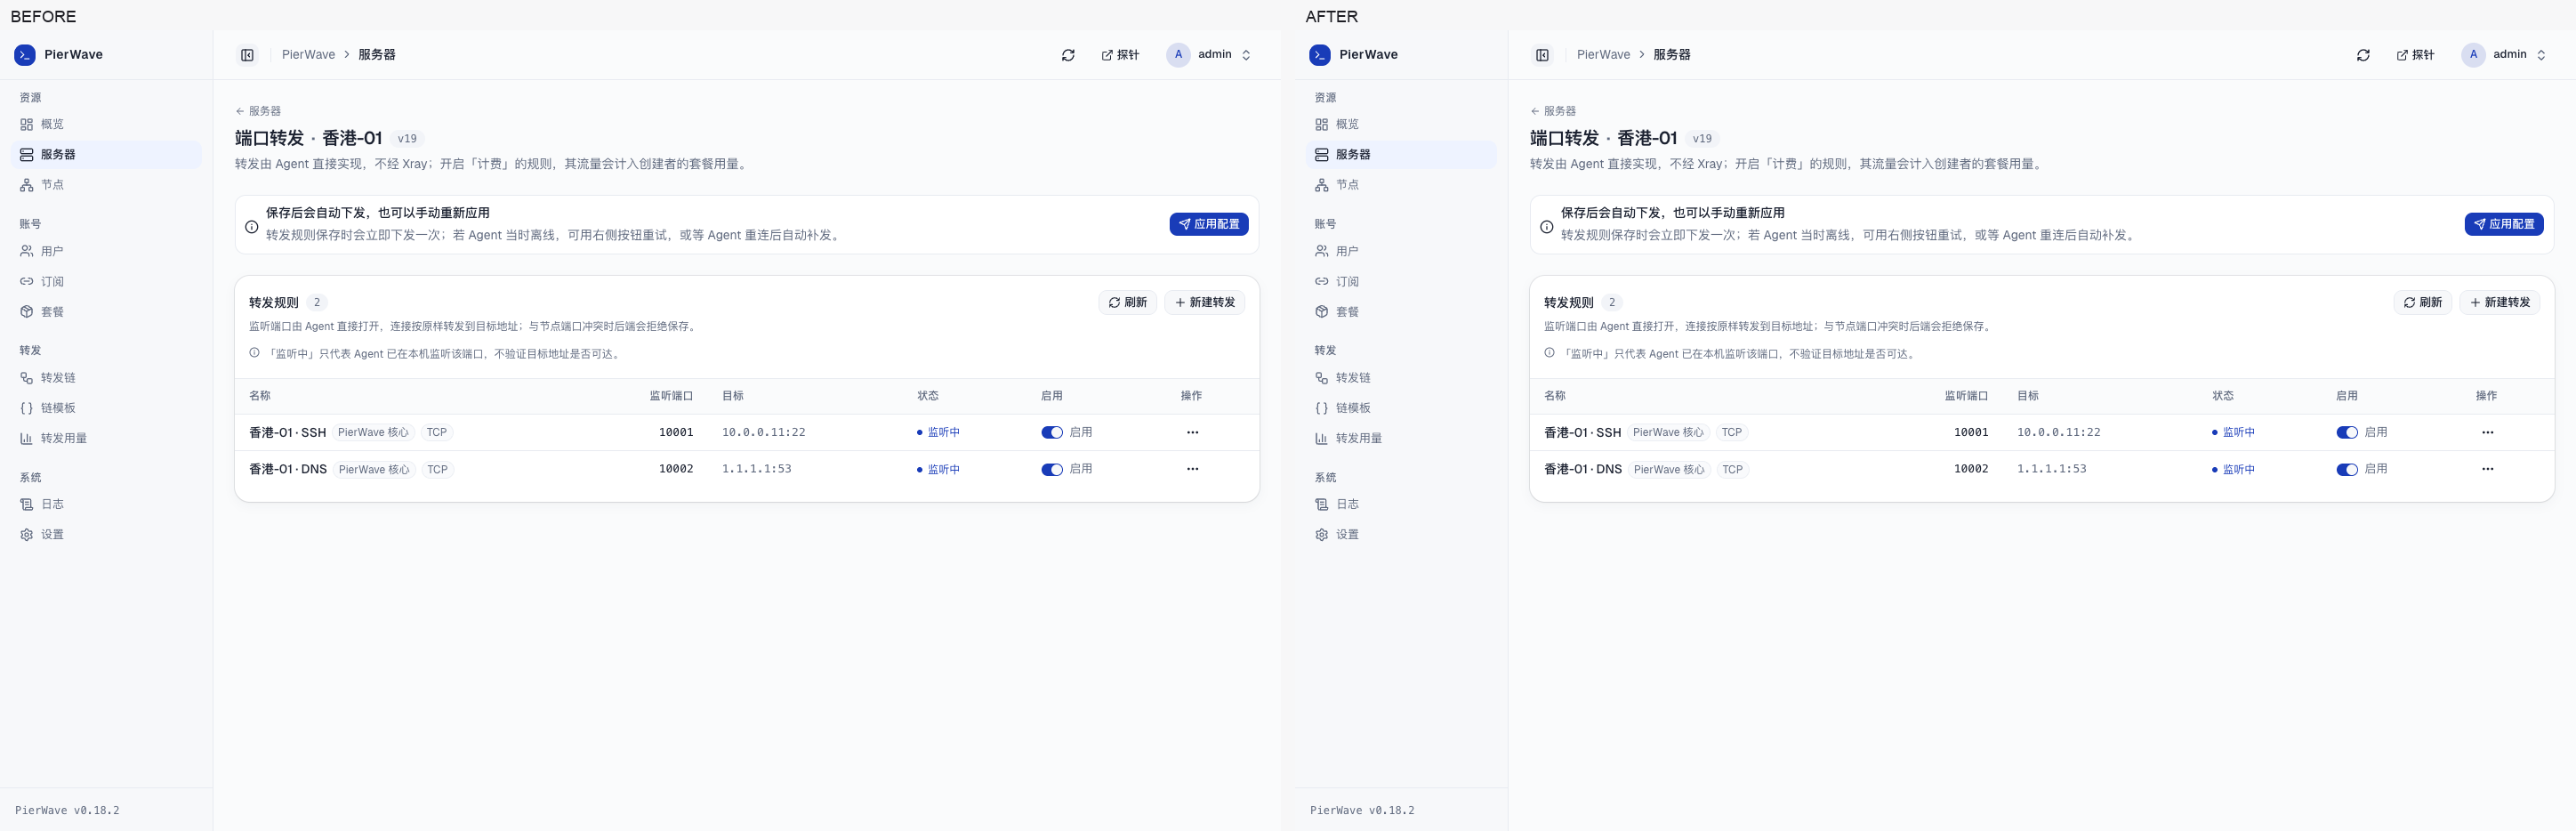 BEFORE
PierWave
PierWave > 服务器
探针
A admin
资源
概览
服务器
节点
账号
用户
订阅
套餐
转发
转发链
链模板
转发用量
系统
日志
设置
PierWave v0.18.2
← 服务器
端口转发 · 香港-01 v19
转发由 Agent 直接实现，不经 Xray；开启「计费」的规则，其流量会计入创建者的套餐用量。
保存后会自动下发，也可以手动重新应用
转发规则保存时会立即下发一次；若 Agent 当时离线，可用右侧按钮重试，或等 Agent 重连后自动补发。
应用配置
转发规则 2
刷新
+ 新建转发
监听端口由 Agent 直接打开，连接按原样转发到目标地址；与节点端口冲突时后端会拒绝保存。
「监听中」只代表 Agent 已在本机监听该端口，不验证目标地址是否可达。
名称 监听端口 目标 状态 启用 操作
香港-01 · SSH PierWave 核心 TCP 10001 10.0.0.11:22 监听中 启用 ···
香港-01 · DNS PierWave 核心 TCP 10002 1.1.1.1:53 监听中 启用 ···
AFTER
PierWave
PierWave > 服务器
探针
A admin
资源
概览
服务器
节点
账号
用户
订阅
套餐
转发
转发链
链模板
转发用量
系统
日志
设置
PierWave v0.18.2
← 服务器
端口转发 · 香港-01 v19
转发由 Agent 直接实现，不经 Xray；开启「计费」的规则，其流量会计入创建者的套餐用量。
保存后会自动下发，也可以手动重新应用
转发规则保存时会立即下发一次；若 Agent 当时离线，可用右侧按钮重试，或等 Agent 重连后自动补发。
应用配置
转发规则 2
刷新
+ 新建转发
监听端口由 Agent 直接打开，连接按原样转发到目标地址；与节点端口冲突时后端会拒绝保存。
「监听中」只代表 Agent 已在本机监听该端口，不验证目标地址是否可达。
名称 监听端口 目标 状态 启用 操作
香港-01 · SSH PierWave 核心 TCP 10001 10.0.0.11:22 监听中 启用 ···
香港-01 · DNS PierWave 核心 TCP 10002 1.1.1.1:53 监听中 启用 ···